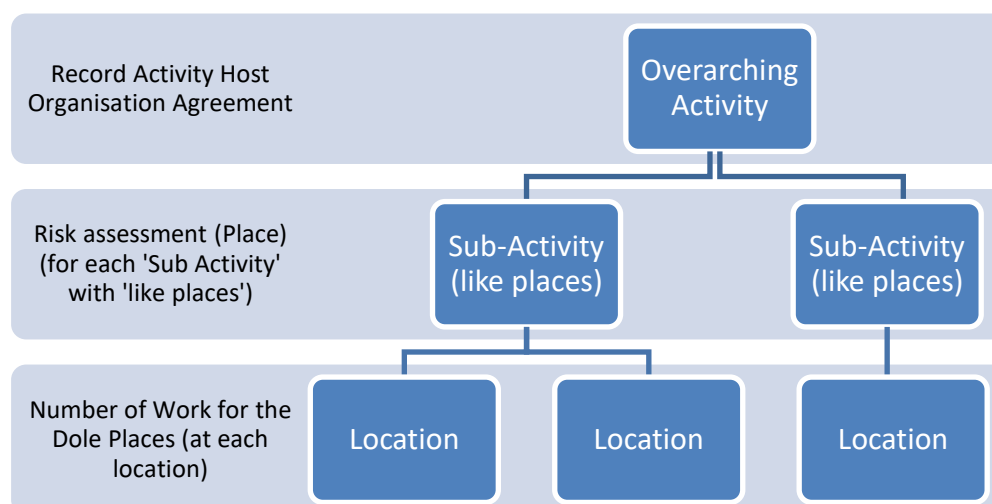 Record Activity Host
Organisation Agreement
Overarching
Activity
Risk assessment (Place)
(for each 'Sub Activity'
with 'like places')
Sub-Activity
(like places)
Sub-Activity
(like places)
Number of Work for the
Dole Places (at each
location)
Location
Location
Location